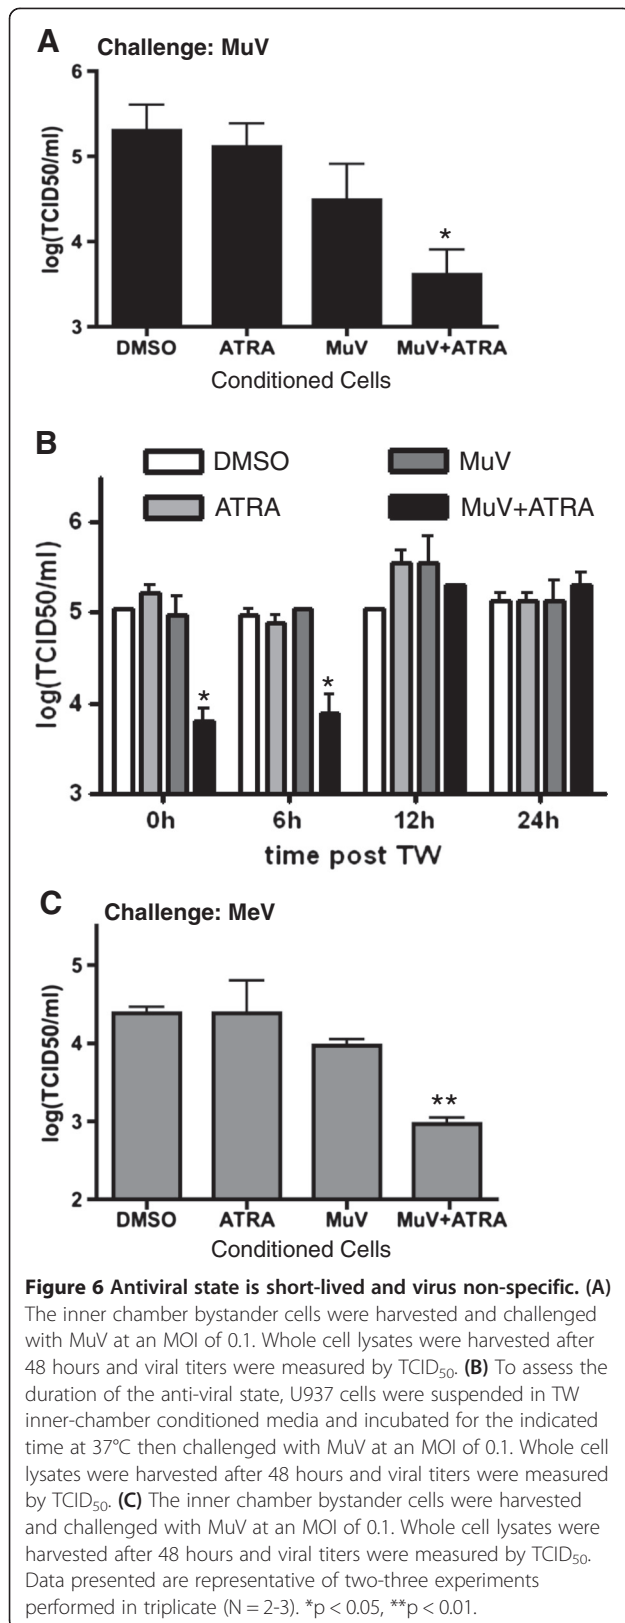 A
Challenge: MuV
log(TCID50/ml)
6
5
4
3
*
DMSO ATRA MuV MuV+ATRA
Conditioned Cells
B
DMSO MuV
ATRA MuV+ATRA
log(TCID50/ml)
6
5
4
3
* *
0h 6h 12h 24h
time post TW
C
Challenge: MeV
log(TCID50/ml)
5
4
3
2
**
DMSO ATRA MuV MuV+ATRA
Conditioned Cells
Figure 6 Antiviral state is short-lived and virus non-specific. (A)
The inner chamber bystander cells were harvested and challenged
with MuV at an MOI of 0.1. Whole cell lysates were harvested after
48 hours and viral titers were measured by TCID50. (B) To assess the
duration of the anti-viral state, U937 cells were suspended in TW
inner-chamber conditioned media and incubated for the indicated
time at 37°C then challenged with MuV at an MOI of 0.1. Whole cell
lysates were harvested after 48 hours and viral titers were measured
by TCID50. (C) The inner chamber bystander cells were harvested
and challenged with MuV at an MOI of 0.1. Whole cell lysates were
harvested after 48 hours and viral titers were measured by TCID50.
Data presented are representative of two-three experiments
performed in triplicate (N = 2-3). *p < 0.05, **p < 0.01.